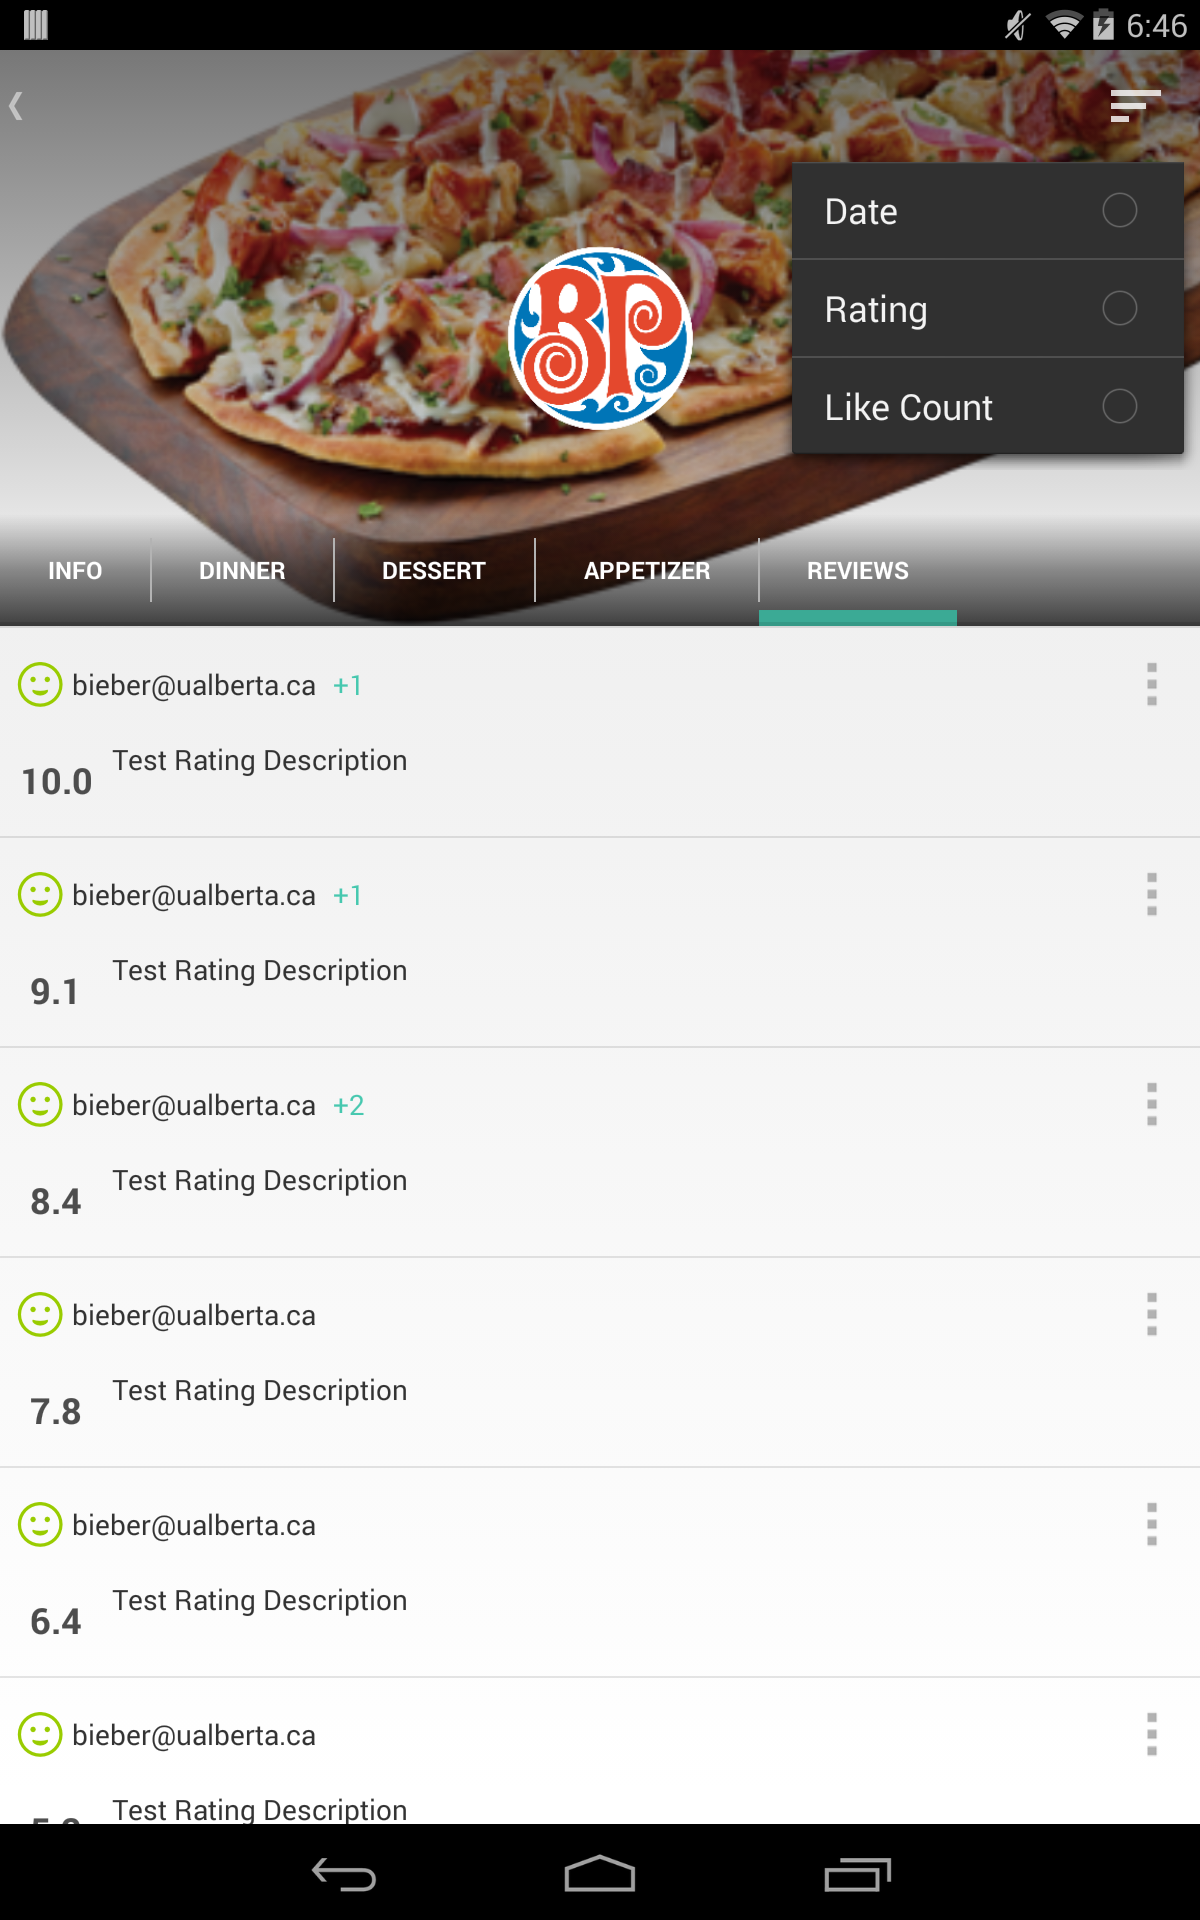 6:46
Date
Rating
BP
Like Count
INFO
DINNER
DESSERT
APPETIZER
REVIEWS
bieber@ualberta.ca +1
Test Rating Description
10.0
bieber@ualberta.ca +1
Test Rating Description
9.1
bieber@ualberta.ca +2
Test Rating Description
8.4
bieber@ualberta.ca
Test Rating Description
7.8
bieber@ualberta.ca
Test Rating Description
6.4
bieber@ualberta.ca
Test Rating Description